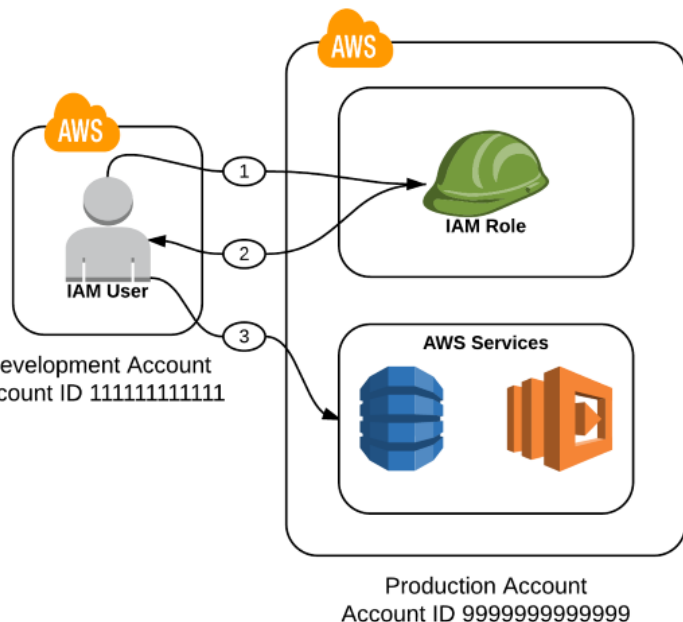 AWS
AWS
1
IAM Role
2
IAM User
3
AWS Services
evelopment Account
count ID 111111111111
Production Account
Account ID 9999999999999